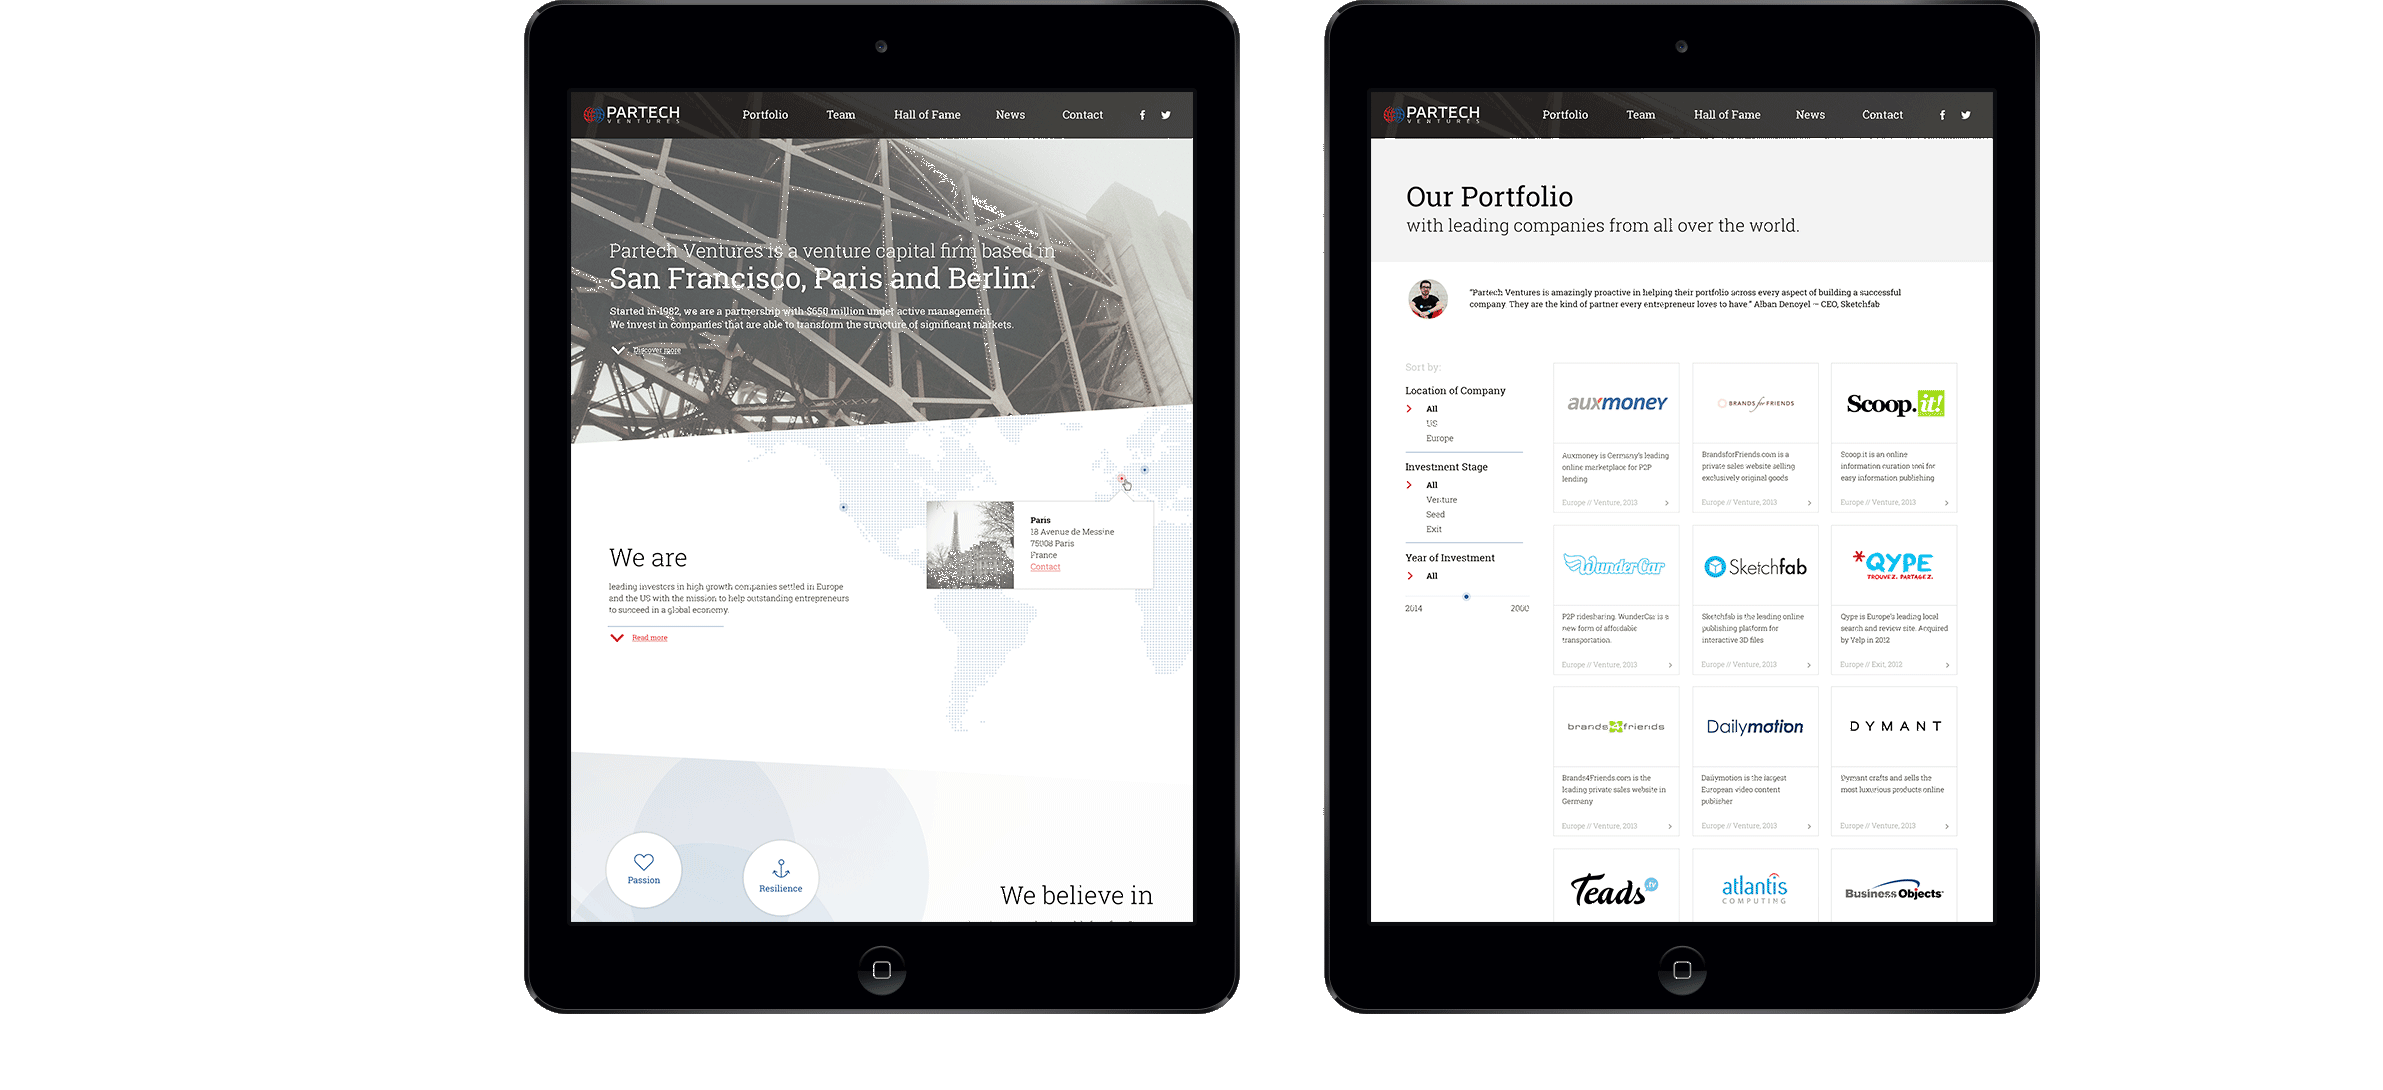 PARTECH
VENTURES
Portfolio
Team
Hall of Fame
News
Contact
Partech Ventures is a venture capital firm based in
San Francisco, Paris and Berlin.
Started in 1982, we are a partnership with $650 million under active management.
We invest in companies that are able to transform the structure of significant markets.
Discover more
Paris
18 Avenue de Messine
75008 Paris
France
Contact
We are
leading investors in high growth companies settled in Europe
and the US with the mission to help outstanding entrepreneurs
to succeed in a global economy.
Read more
Passion
Resilience
We believe in
PARTECH
VENTURES
Portfolio
Team
Hall of Fame
News
Contact
Our Portfolio
with leading companies from all over the world.
"Partech Ventures is amazingly proactive in helping their portfolio across every aspect of building a successful
company. They are the kind of partner every entrepreneur loves to have" Alban Denoyel – CEO, Sketchfab
Sort by:
Location of Company
All
US
Europe
Investment Stage
All
Venture
Seed
Exit
Year of Investment
All
2014
2000
auxmoney
Auxmoney is Germany's leading
online marketplace for P2P
lending
Europe // Venture, 2013
BRANDS for FRIENDS
BrandsforFriends.com is a
private sales website selling
exclusively original goods
Europe // Venture, 2013
Scoop.it!
Scoop.it is an online
information curation tool for
easy information publishing
Europe // Venture, 2013
WunderCar
P2P ridesharing. WunderCar is a
new form of affordable
transportation.
Europe // Venture, 2013
Sketchfab
Sketchfab is the leading online
publishing platform for
interactive 3D files
Europe // Venture, 2013
*QYPE
TROUVEZ. PARTAGEZ.
Qype is Europe's leading local
search and review site. Acquired
by Yelp in 2012
Europe // Exit, 2012
brands4friends
Brands4Friends.com is the
leading private sales website in
Germany
Europe // Venture, 2013
Dailymotion
Dailymotion is the largest
European video content
publisher
Europe // Venture, 2013
DYMANT
Dymant crafts and sells the
most luxurious products online
Europe // Venture, 2013
Teads.tv
atlantis
COMPUTING
Business Objects